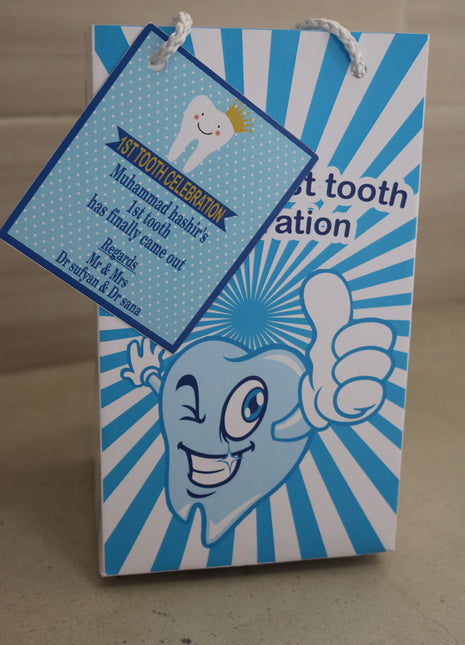 1ST TOOTH CELEBRATION
Muhammad hashir's
1st tooth
has finally came out
Regards
Mr & Mrs
Dr sufyan & Dr sana
st tooth
ation